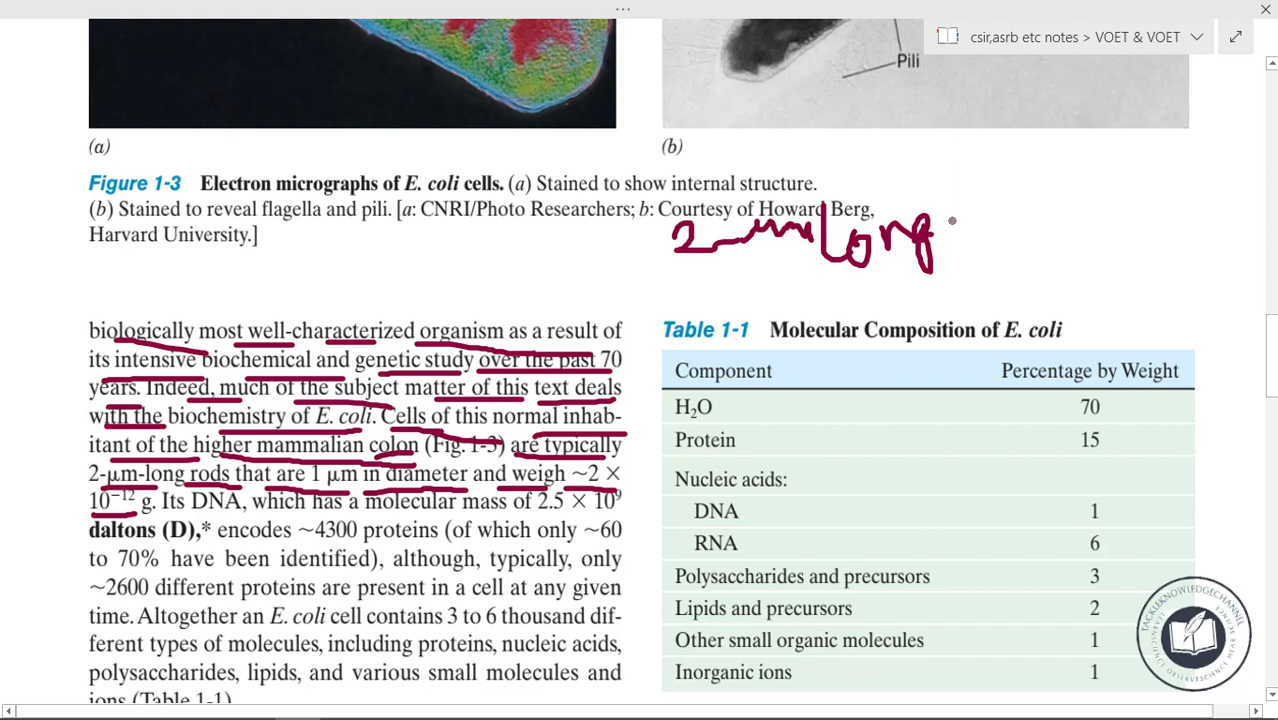 csir,asrb etc notes > VOET & VOET
Pili
(a)
(b)
Figure 1-3 Electron micrographs of E. coli cells. (a) Stained to show internal structure.
(b) Stained to reveal flagella and pili. [a: CNRI/Photo Researchers; b: Courtesy of Howard Berg,
Harvard University.]
2 μm long
biologically most well-characterized organism as a result of
its intensive biochemical and genetic study over the past 70
years. Indeed, much of the subject matter of this text deals
with the biochemistry of E. coli. Cells of this normal inhab-
itant of the higher mammalian colon (Fig. 1-3) are typically
2-μm-long rods that are 1 μm in diameter and weigh ~2 ×
10⁻¹² g. Its DNA, which has a molecular mass of 2.5 × 10⁹
daltons (D),* encodes ~4300 proteins (of which only ~60
to 70% have been identified), although, typically, only
~2600 different proteins are present in a cell at any given
time. Altogether an E. coli cell contains 3 to 6 thousand dif-
ferent types of molecules, including proteins, nucleic acids,
polysaccharides, lipids, and various small molecules and
ions (Table 1-1)
Table 1-1 Molecular Composition of E. coli
Component Percentage by Weight
H₂O 70
Protein 15
Nucleic acids:
DNA 1
RNA 6
Polysaccharides and precursors 3
Lipids and precursors 2
Other small organic molecules 1
Inorganic ions 1
TACKLEKNOWLEDGECHANNEL